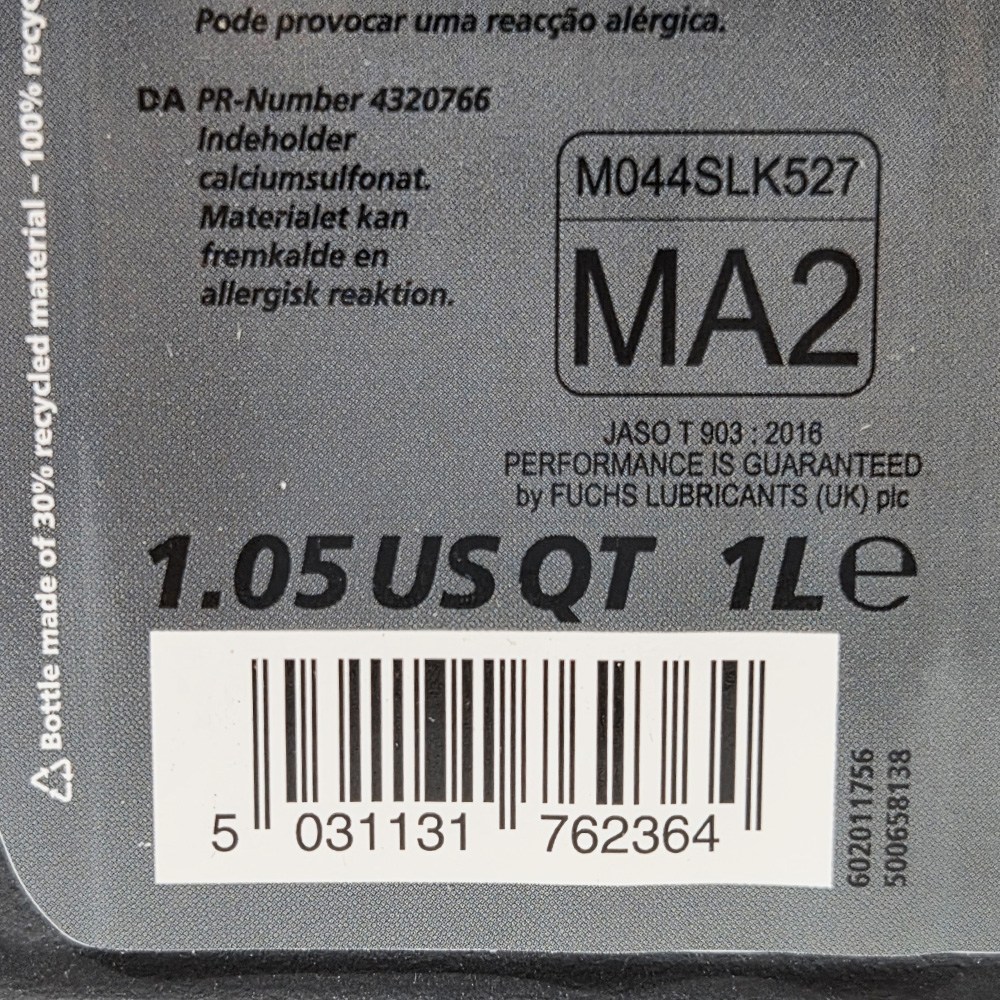 Pode provocar uma reacção alérgica.
DA PR-Number 4320766
Indeholder
calciumsulfonat.
Materialet kan
fremkalde en
allergisk reaktion.
M044SLK527
MA2
JASO T 903 : 2016
PERFORMANCE IS GUARANTEED
by FUCHS LUBRICANTS (UK) plc
1.05 US QT 1L e
5 031131 762364
602011756
500658138
Bottle made of 30% recycled material – 100% recyc